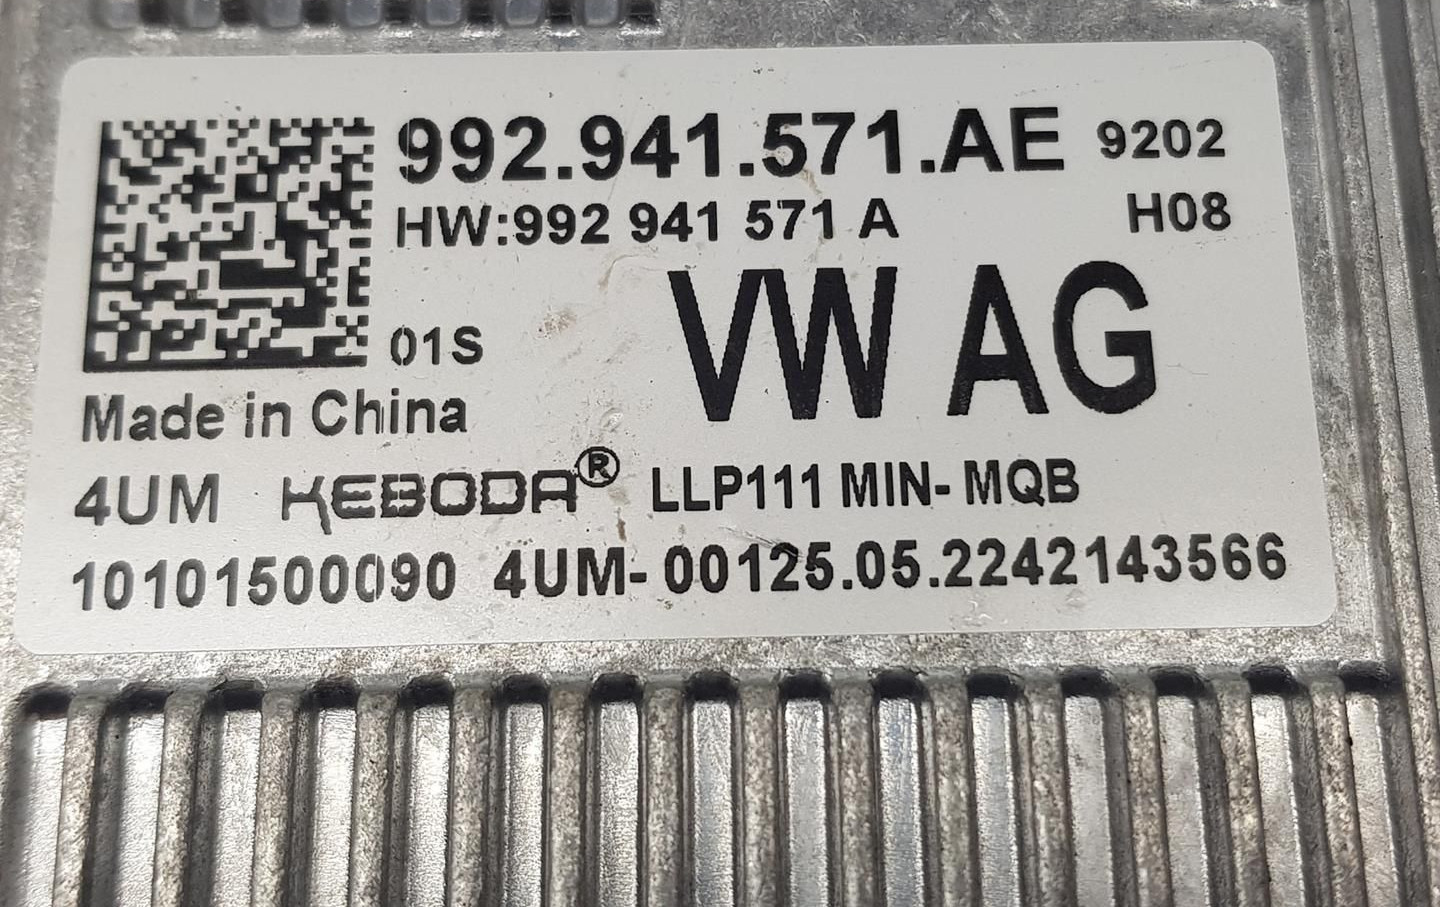 992.941.571.AE 9202
HW:992 941 571 A H08
VW AG
01S
Made in China
4UM KEBODA® LLP111 MIN- MQB
10101500090 4UM- 00125.05.2242143566